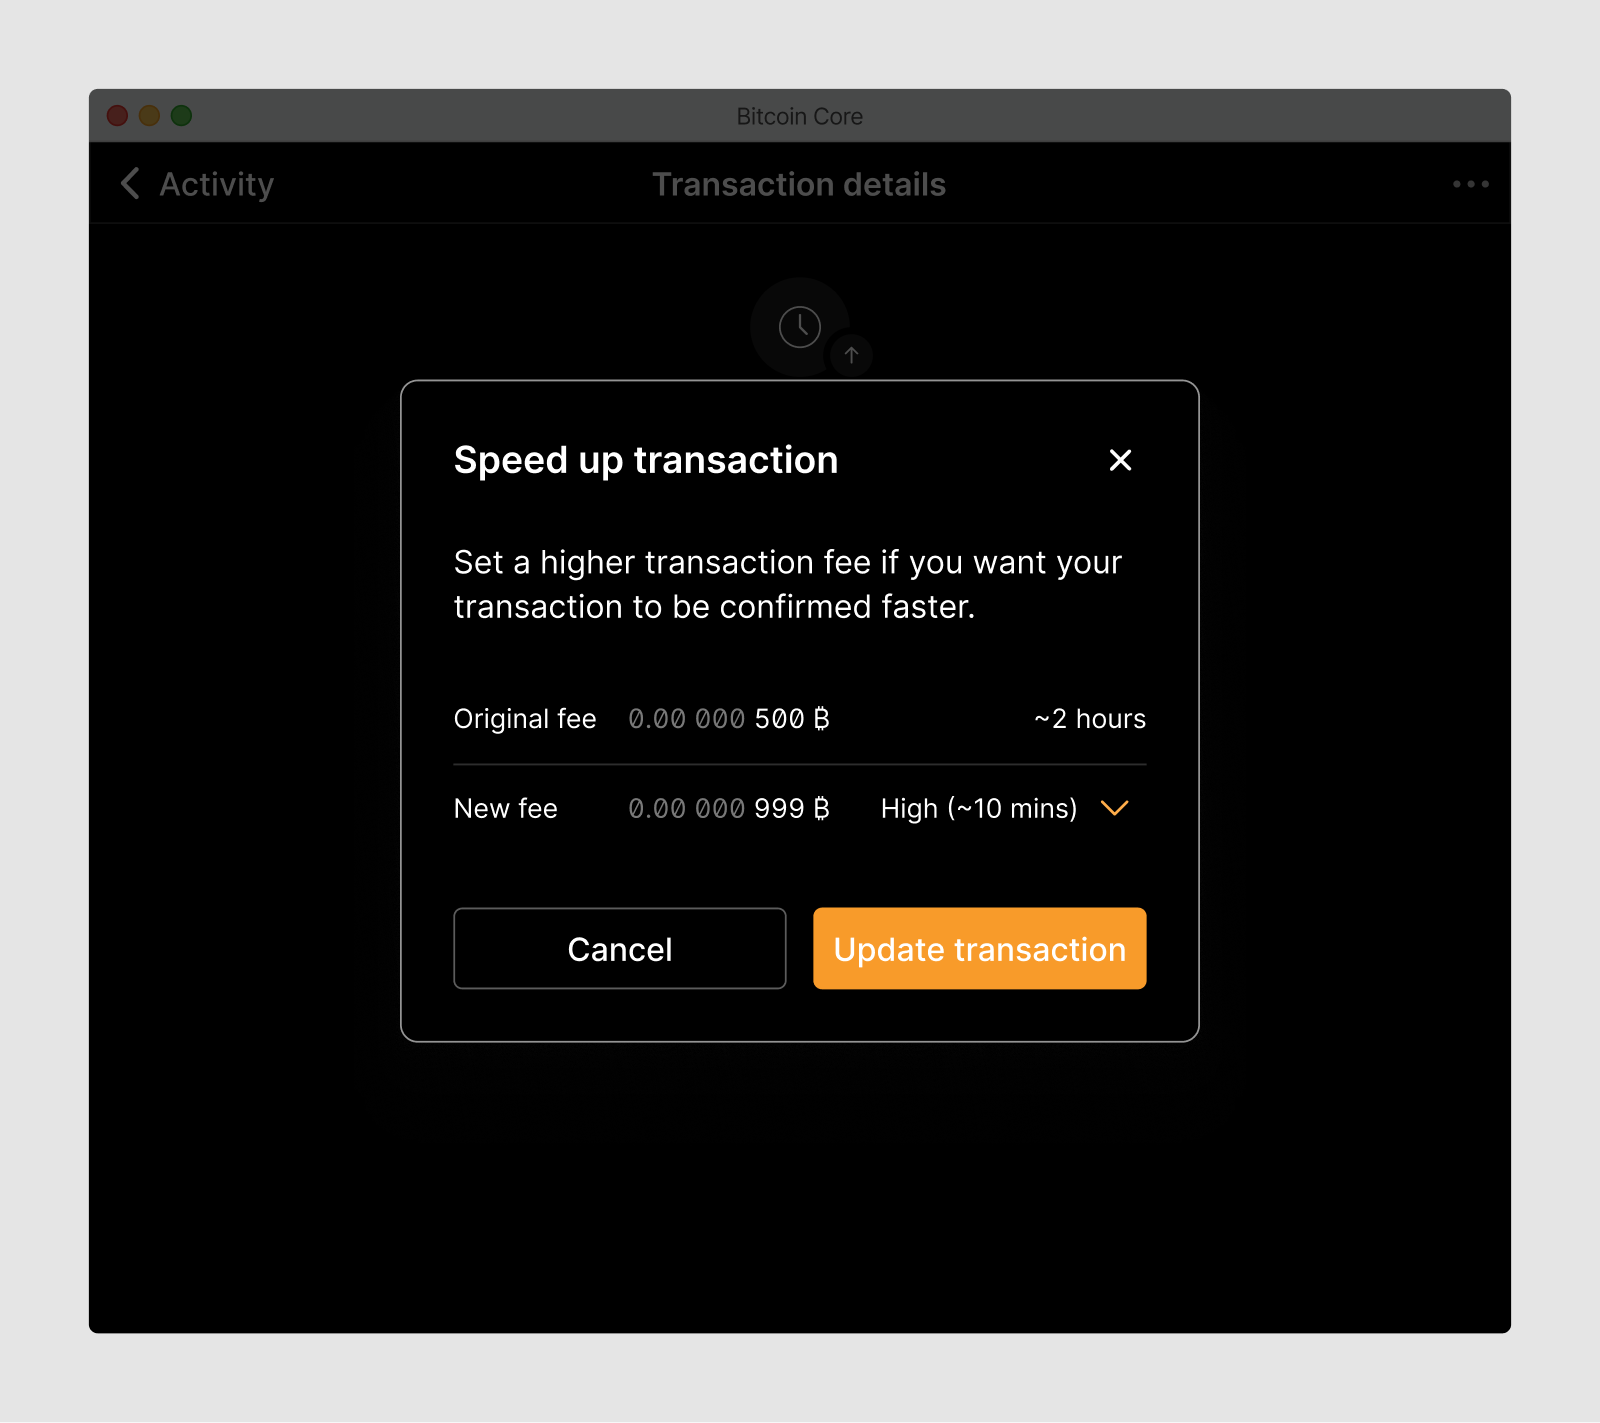 Bitcoin Core
Activity
Transaction details
Speed up transaction
Set a higher transaction fee if you want your
transaction to be confirmed faster.
Original fee 0.00 000 500 ₿ ~2 hours
New fee 0.00 000 999 ₿ High (~10 mins)
Cancel
Update transaction